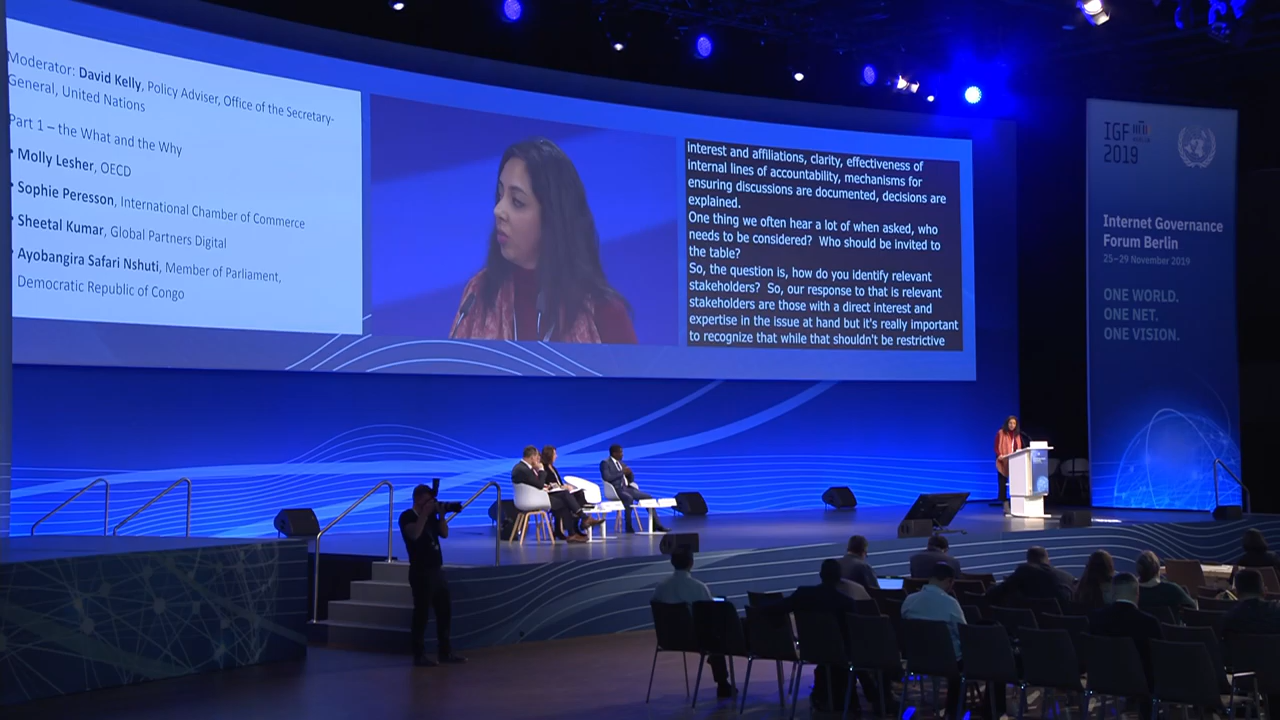 Moderator: David Kelly, Policy Adviser, Office of the Secretary-
General, United Nations
Part 1 – the What and the Why
• Molly Lesher, OECD
• Sophie Peresson, International Chamber of Commerce
• Sheetal Kumar, Global Partners Digital
• Ayobangira Safari Nshuti, Member of Parliament,
Democratic Republic of Congo
interest and affiliations, clarity, effectiveness of
internal lines of accountability, mechanisms for
ensuring discussions are documented, decisions are
explained.
One thing we often hear a lot of when asked, who
needs to be considered?  Who should be invited to
the table?
So, the question is, how do you identify relevant
stakeholders?  So, our response to that is relevant
stakeholders are those with a direct interest and
expertise in the issue at hand but it's really important
to recognize that while that shouldn't be restrictive
IGF
2019
Internet Governance
Forum Berlin
25–29 November 2019
ONE WORLD.
ONE NET.
ONE VISION.